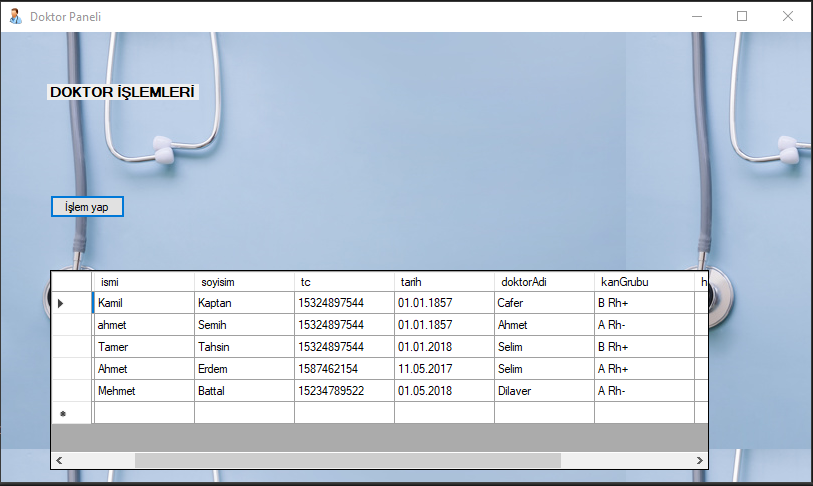 Doktor Paneli
DOKTOR İŞLEMLERİ
İşlem yap
ismi soyisim tc tarih doktorAdi kanGrubu h
Kamil Kaptan 15324897544 01.01.1857 Cafer B Rh+
ahmet Semih 15324897544 01.01.1857 Ahmet A Rh-
Tamer Tahsin 15324897544 01.01.2018 Selim B Rh+
Ahmet Erdem 1587462154 11.05.2017 Selim A Rh-
Mehmet Battal 15234789522 01.05.2018 Dilaver A Rh-